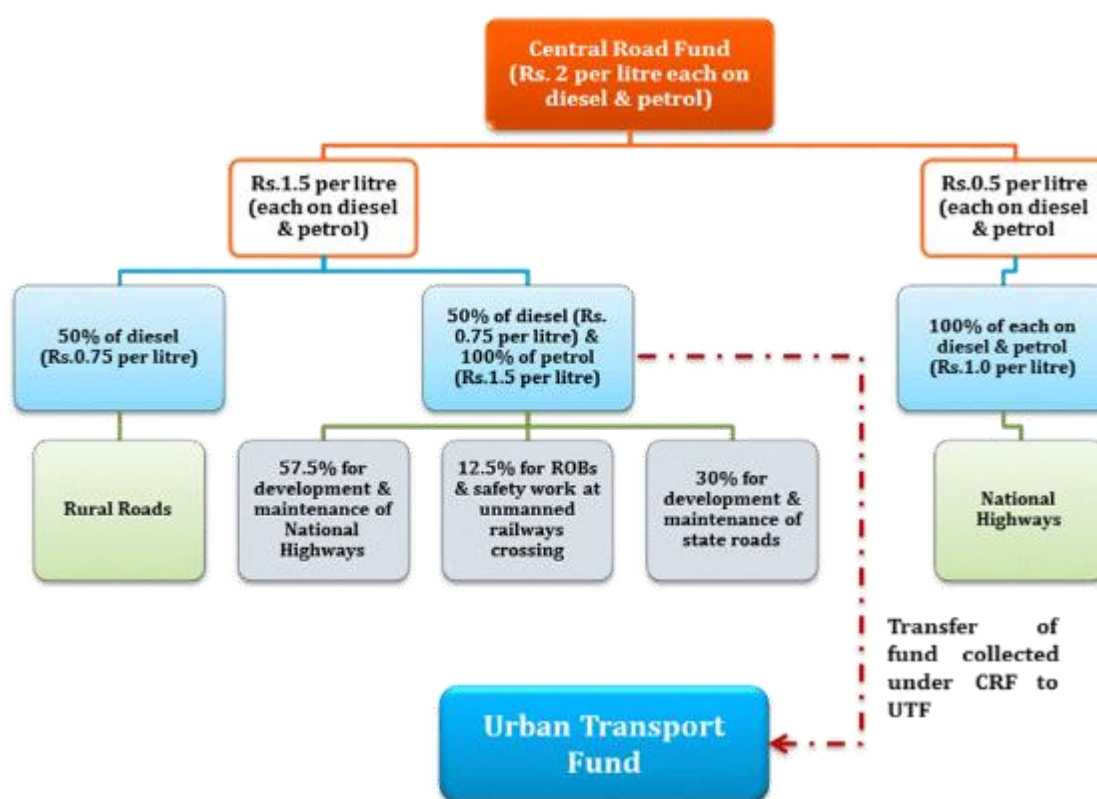 Central Road Fund
(Rs. 2 per litre each on
diesel & petrol)
Rs.1.5 per litre
(each on diesel
& petrol)
Rs.0.5 per litre
(each on diesel
& petrol
50% of diesel
(Rs.0.75 per litre)
50% of diesel (Rs.
0.75 per litre) &
100% of petrol
(Rs.1.5 per litre)
100% of each on
diesel & petrol
(Rs.1.0 per litre)
Rural Roads
57.5% for
development &
maintenance of
National
Highways
12.5% for ROBs
& safety work at
unmanned
railways
crossing
30% for
development &
maintenance of
state roads
National
Highways
Transfer of
fund collected
under CRF to
UTF
Urban Transport
Fund